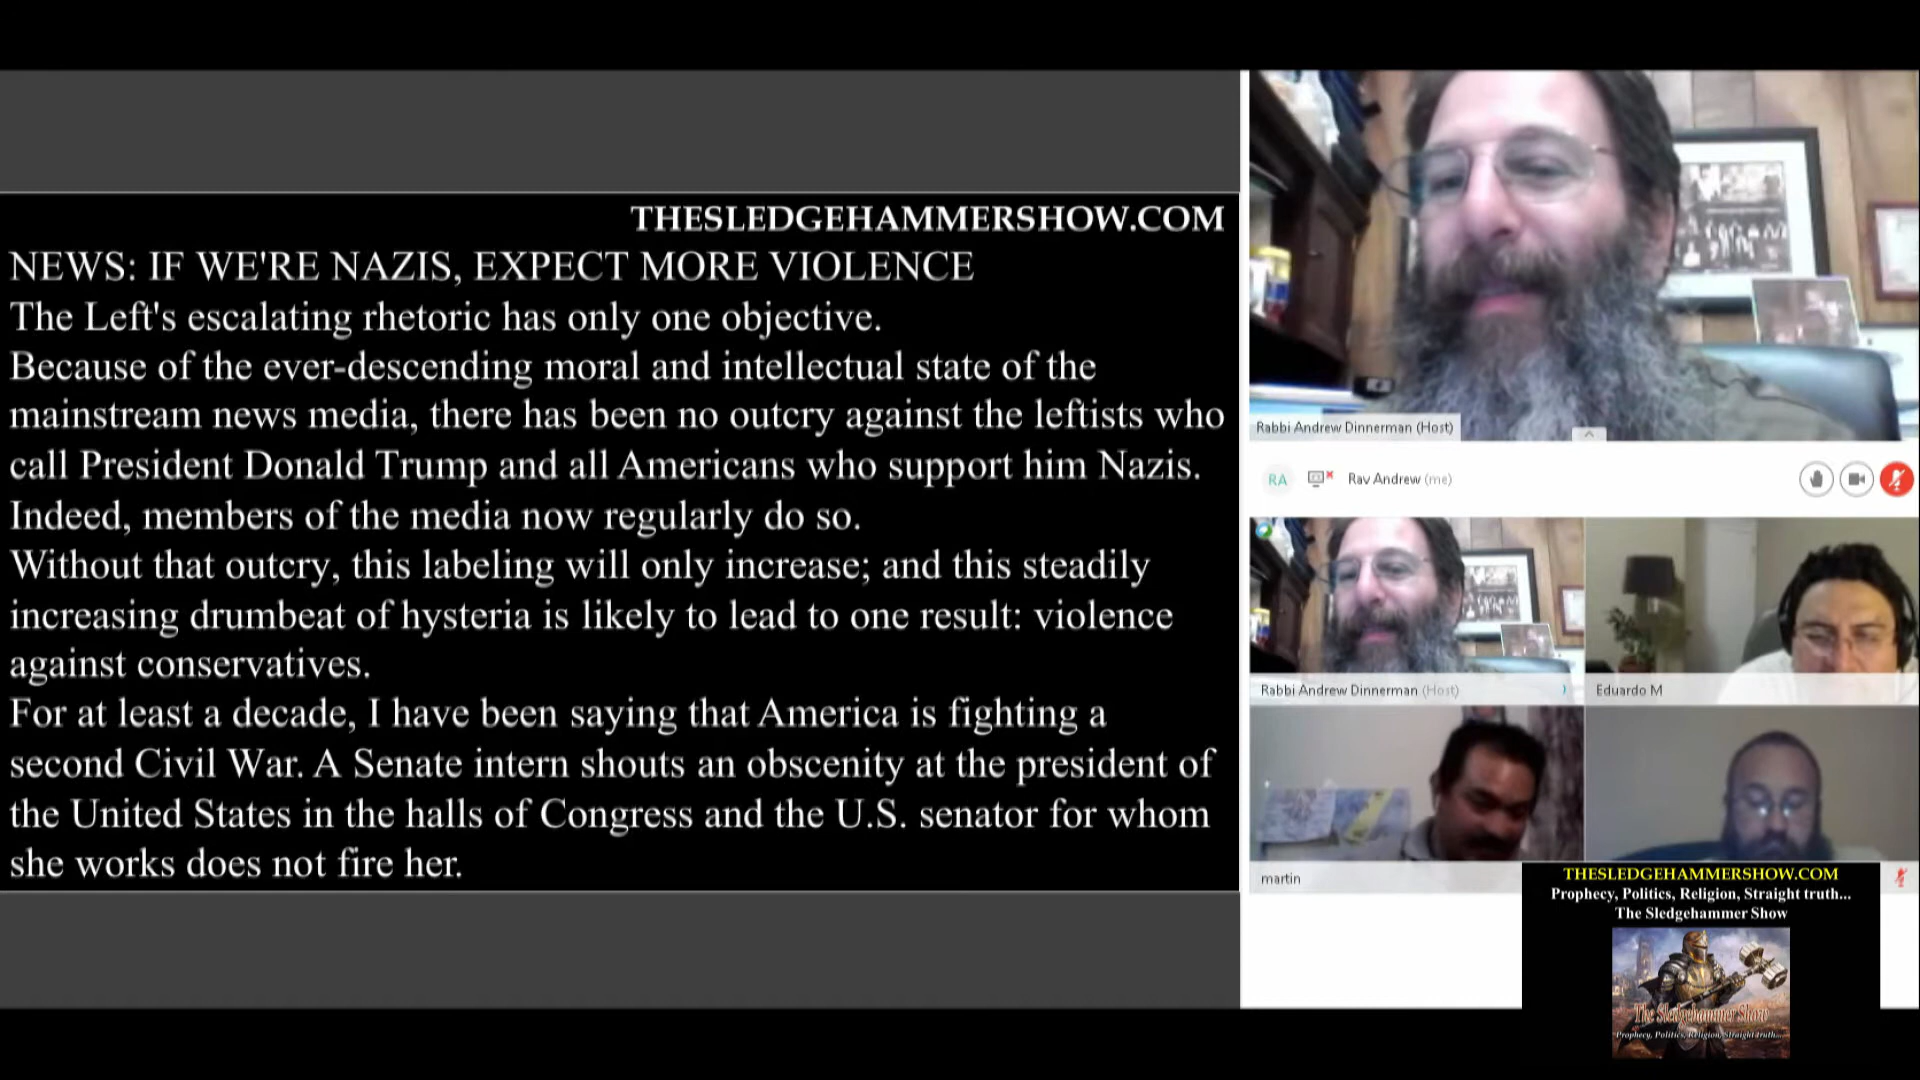 THESLEDGEHAMMERSHOW.COM
NEWS: IF WE'RE NAZIS, EXPECT MORE VIOLENCE
The Left's escalating rhetoric has only one objective.
Because of the ever-descending moral and intellectual state of the
mainstream news media, there has been no outcry against the leftists who
call President Donald Trump and all Americans who support him Nazis.
Indeed, members of the media now regularly do so.
Without that outcry, this labeling will only increase; and this steadily
increasing drumbeat of hysteria is likely to lead to one result: violence
against conservatives.
For at least a decade, I have been saying that America is fighting a
second Civil War. A Senate intern shouts an obscenity at the president of
the United States in the halls of Congress and the U.S. senator for whom
she works does not fire her.
Rabbi Andrew Dinnerman (Host)
RA Rav Andrew (me)
Rabbi Andrew Dinnerman (Host)
Eduardo M
martin
THESLEDGEHAMMERSHOW.COM
Prophecy, Politics, Religion, Straight truth...
The Sledgehammer Show
The Sledgehammer Show
Prophecy, Politics, Religion, Straight truth...